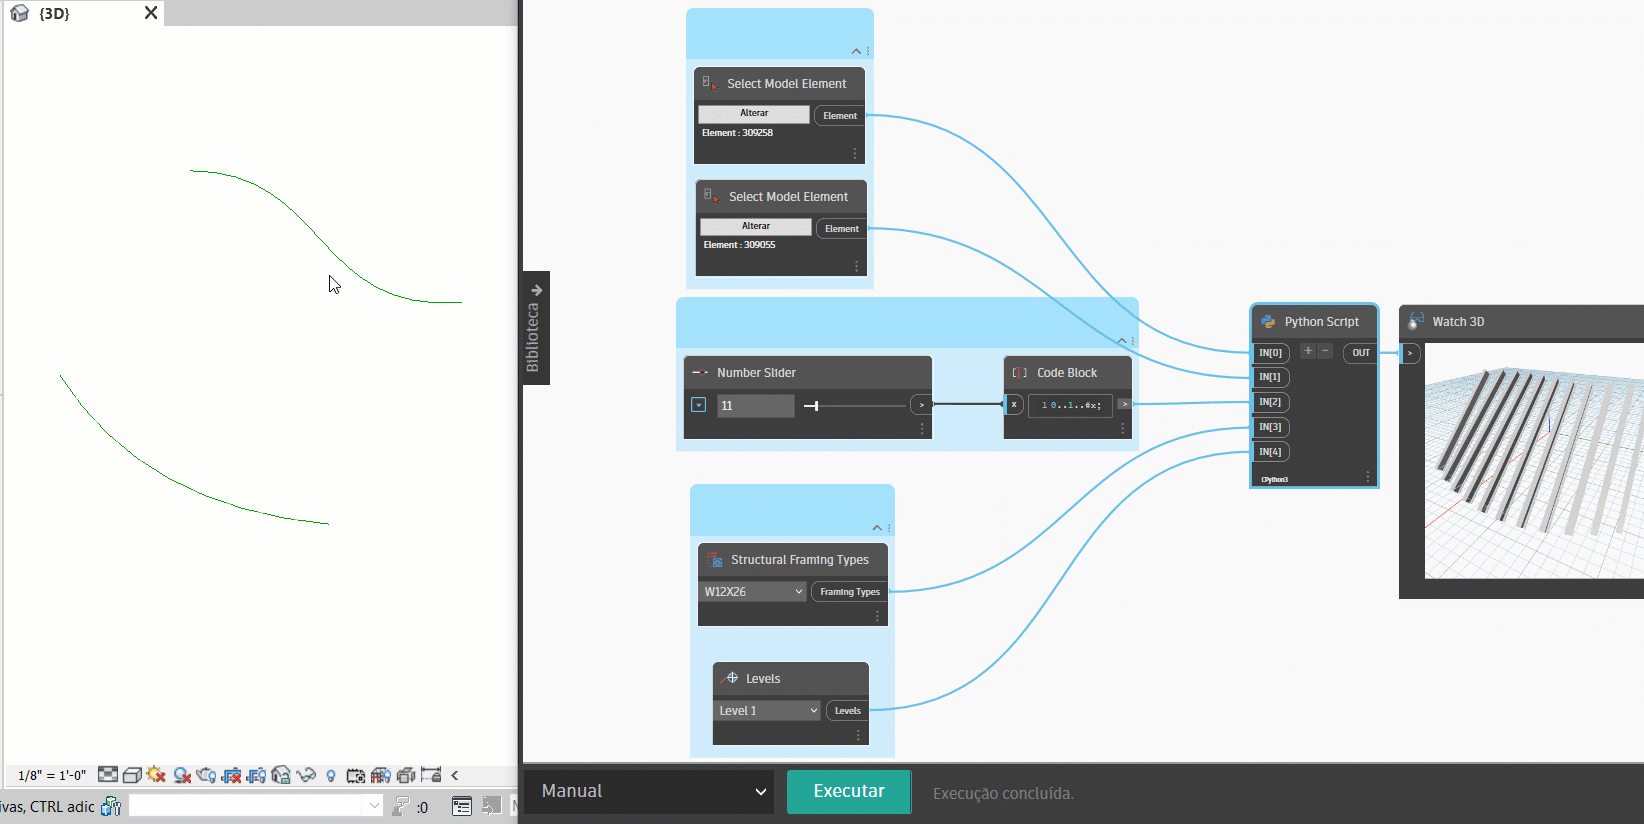 {3D}
Select Model Element
Alterar
Element
Element : 309258
Select Model Element
Alterar
Element
Element : 309055
Biblioteca
Number Slider
11
>
Code Block
x
1 0..1..#x;
>
Python Script
IN[0]
+ −
OUT
IN[1]
IN[2]
IN[3]
IN[4]
CPython3
Watch 3D
>
Structural Framing Types
W12X26
Framing Types
Levels
Level 1
Levels
1/8" = 1'-0"
<
ivas, CTRL adic
:0
Manual
Executar
Execução concluída.